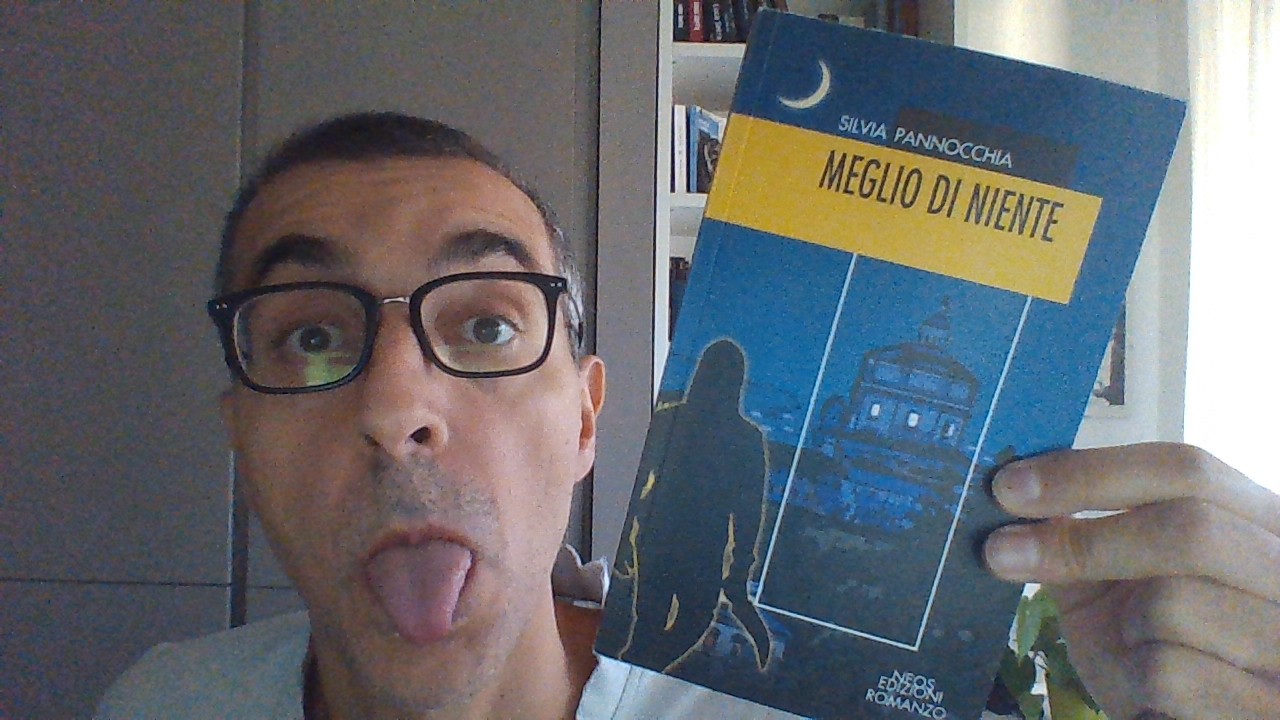 SILVIA PANNOCCHIA
MEGLIO DI NIENTE
NEOS
EDIZIONI
ROMANZO